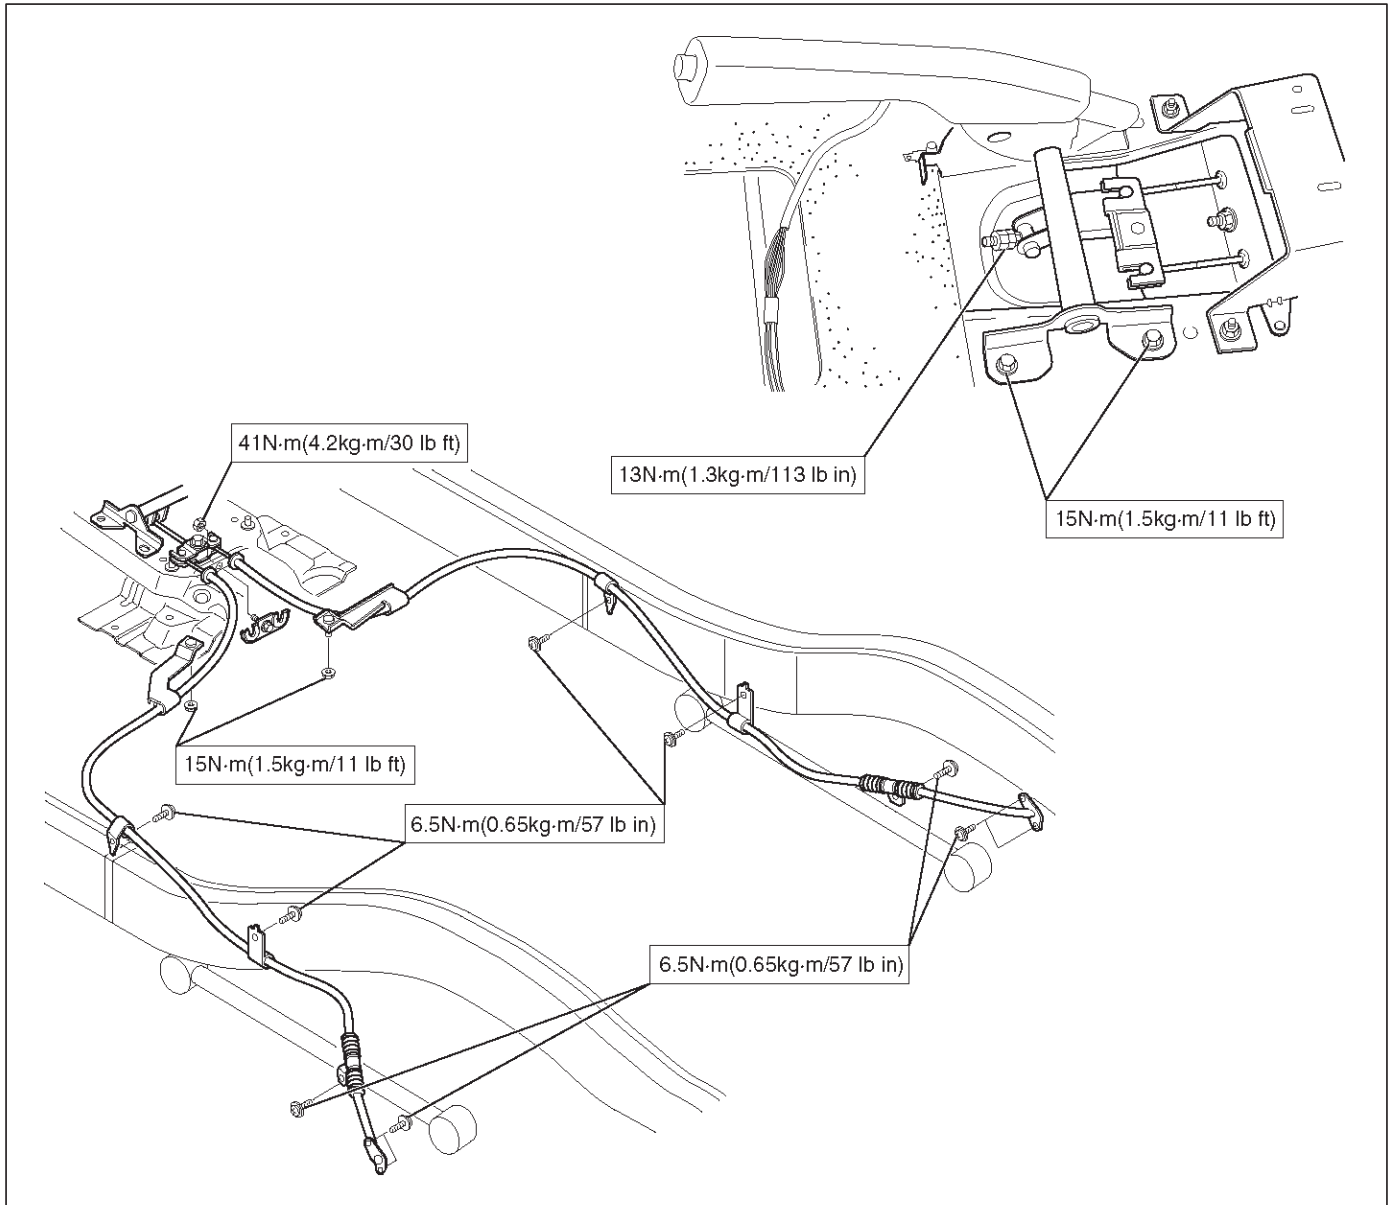 41N·m(4.2kg·m/30 lb ft)
13N·m(1.3kg·m/113 lb in)
15N·m(1.5kg·m/11 lb ft)
15N·m(1.5kg·m/11 lb ft)
6.5N·m(0.65kg·m/57 lb in)
6.5N·m(0.65kg·m/57 lb in)